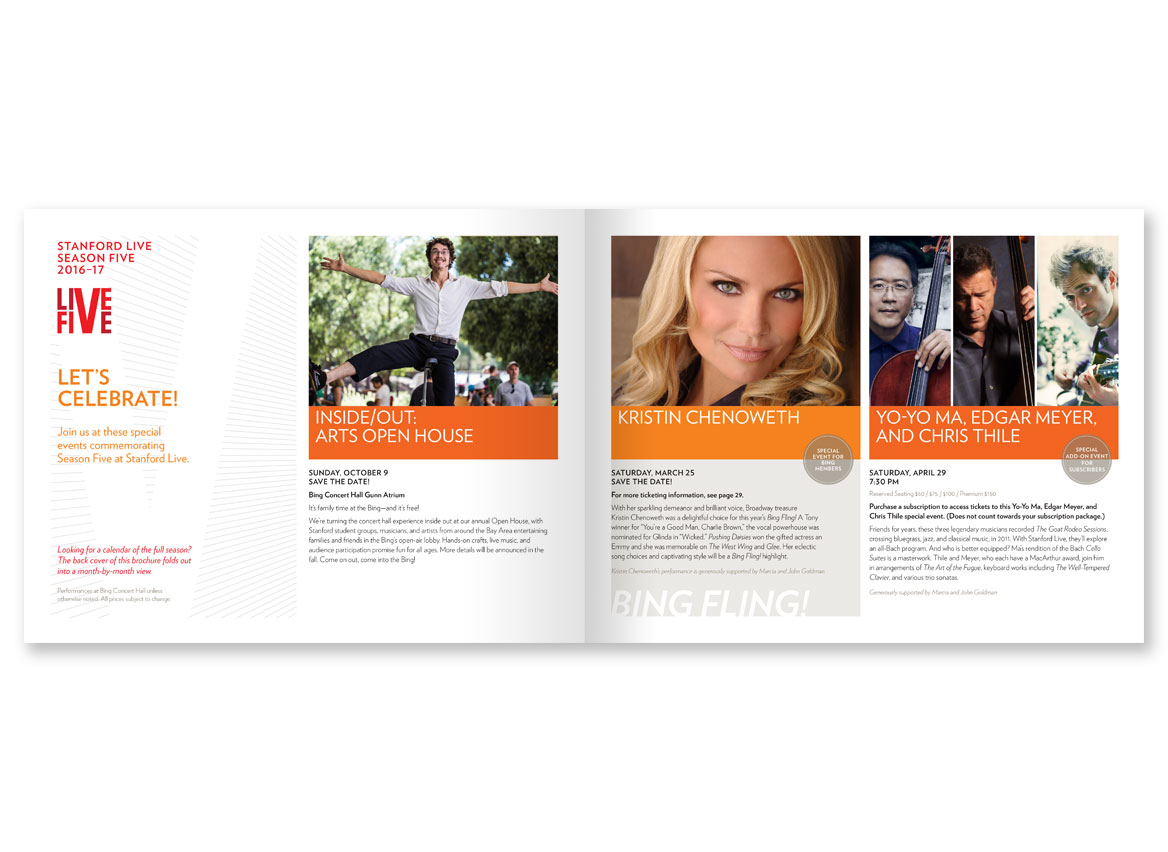 STANFORD LIVE
SEASON FIVE
2016–17
LIVE
FIVE
LET'S
CELEBRATE!
Join us at these special
events commemorating
Season Five at Stanford Live.
Looking for a calendar of the full season?
The back cover of this brochure folds out
into a month-by-month view.
Performances at Bing Concert Hall unless
otherwise noted. All prices subject to change.
INSIDE/OUT:
ARTS OPEN HOUSE
SUNDAY, OCTOBER 9
SAVE THE DATE!
Bing Concert Hall Gunn Atrium
It's family time at the Bing—and it's free!
We're turning the concert hall experience inside out at our annual Open House, with
Stanford student groups, musicians, and artists from around the Bay Area entertaining
families and friends in the Bing's open-air lobby. Hands-on crafts, live music, and
audience participation promise fun for all ages. More details will be announced in the
fall. Come on out, come into the Bing!
KRISTIN CHENOWETH
SPECIAL
EVENT FOR
BING
MEMBERS
SATURDAY, MARCH 25
SAVE THE DATE!
For more ticketing information, see page 29.
With her sparkling demeanor and brilliant voice, Broadway treasure
Kristin Chenoweth was a delightful choice for this year's Bing Fling! A Tony
winner for "You're a Good Man, Charlie Brown," the vocal powerhouse was
nominated for Glinda in "Wicked." Pushing Daisies won the gifted actress an
Emmy and she was memorable on The West Wing and Glee. Her eclectic
song choices and captivating style will be a Bing Fling! highlight.
Kristin Chenoweth's performance is generously supported by Marcia and John Goldman
BING FLING!
YO-YO MA, EDGAR MEYER,
AND CHRIS THILE
SPECIAL
ADD-ON EVENT
FOR
SUBSCRIBERS
SATURDAY, APRIL 29
7:30 PM
Reserved Seating $50 / $75 / $100 / Premium $150
Purchase a subscription to access tickets to this Yo-Yo Ma, Edgar Meyer, and
Chris Thile special event. (Does not count towards your subscription package.)
Friends for years, these three legendary musicians recorded The Goat Rodeo Sessions,
crossing bluegrass, jazz, and classical music, in 2011. With Stanford Live, they'll explore
an all-Bach program. And who is better equipped? Ma's rendition of the Bach Cello
Suites is a masterwork. Thile and Meyer, who each have a MacArthur award, join him
in arrangements of The Art of the Fugue, keyboard works including The Well-Tempered
Clavier, and various trio sonatas.
Generously supported by Marcia and John Goldman